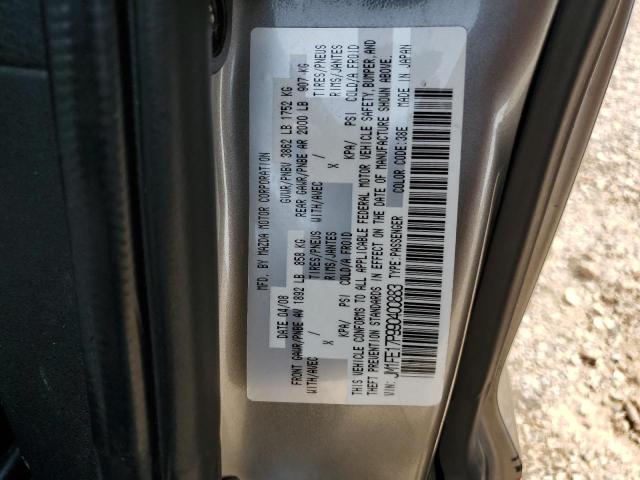 MFD. BY MAZDA MOTOR CORPORATION
DATE 04/08 GVWR/PNBV 3862 LB 1752 KG
FRONT GAWR/PNBE AV 1892 LB 858 KG REAR GAWR/PNBE AR 2000 LB 907 KG
WITH/AVEC TIRES/PNEUS WITH/AVEC TIRES/PNEUS
X RIMS/JANTES X RIMS/JANTES
KPA/ PSI COLD/A FROID KPA/ PSI COLD/A FROID
THIS VEHICLE CONFORMS TO ALL APPLICABLE FEDERAL MOTOR VEHICLE SAFETY, BUMPER, AND
THEFT PREVENTION STANDARDS IN EFFECT ON THE DATE OF MANUFACTURE SHOWN ABOVE.
VIN: JM1FE17P990400883 TYPE:PASSENGER COLOR CODE:38E MADE IN JAPAN